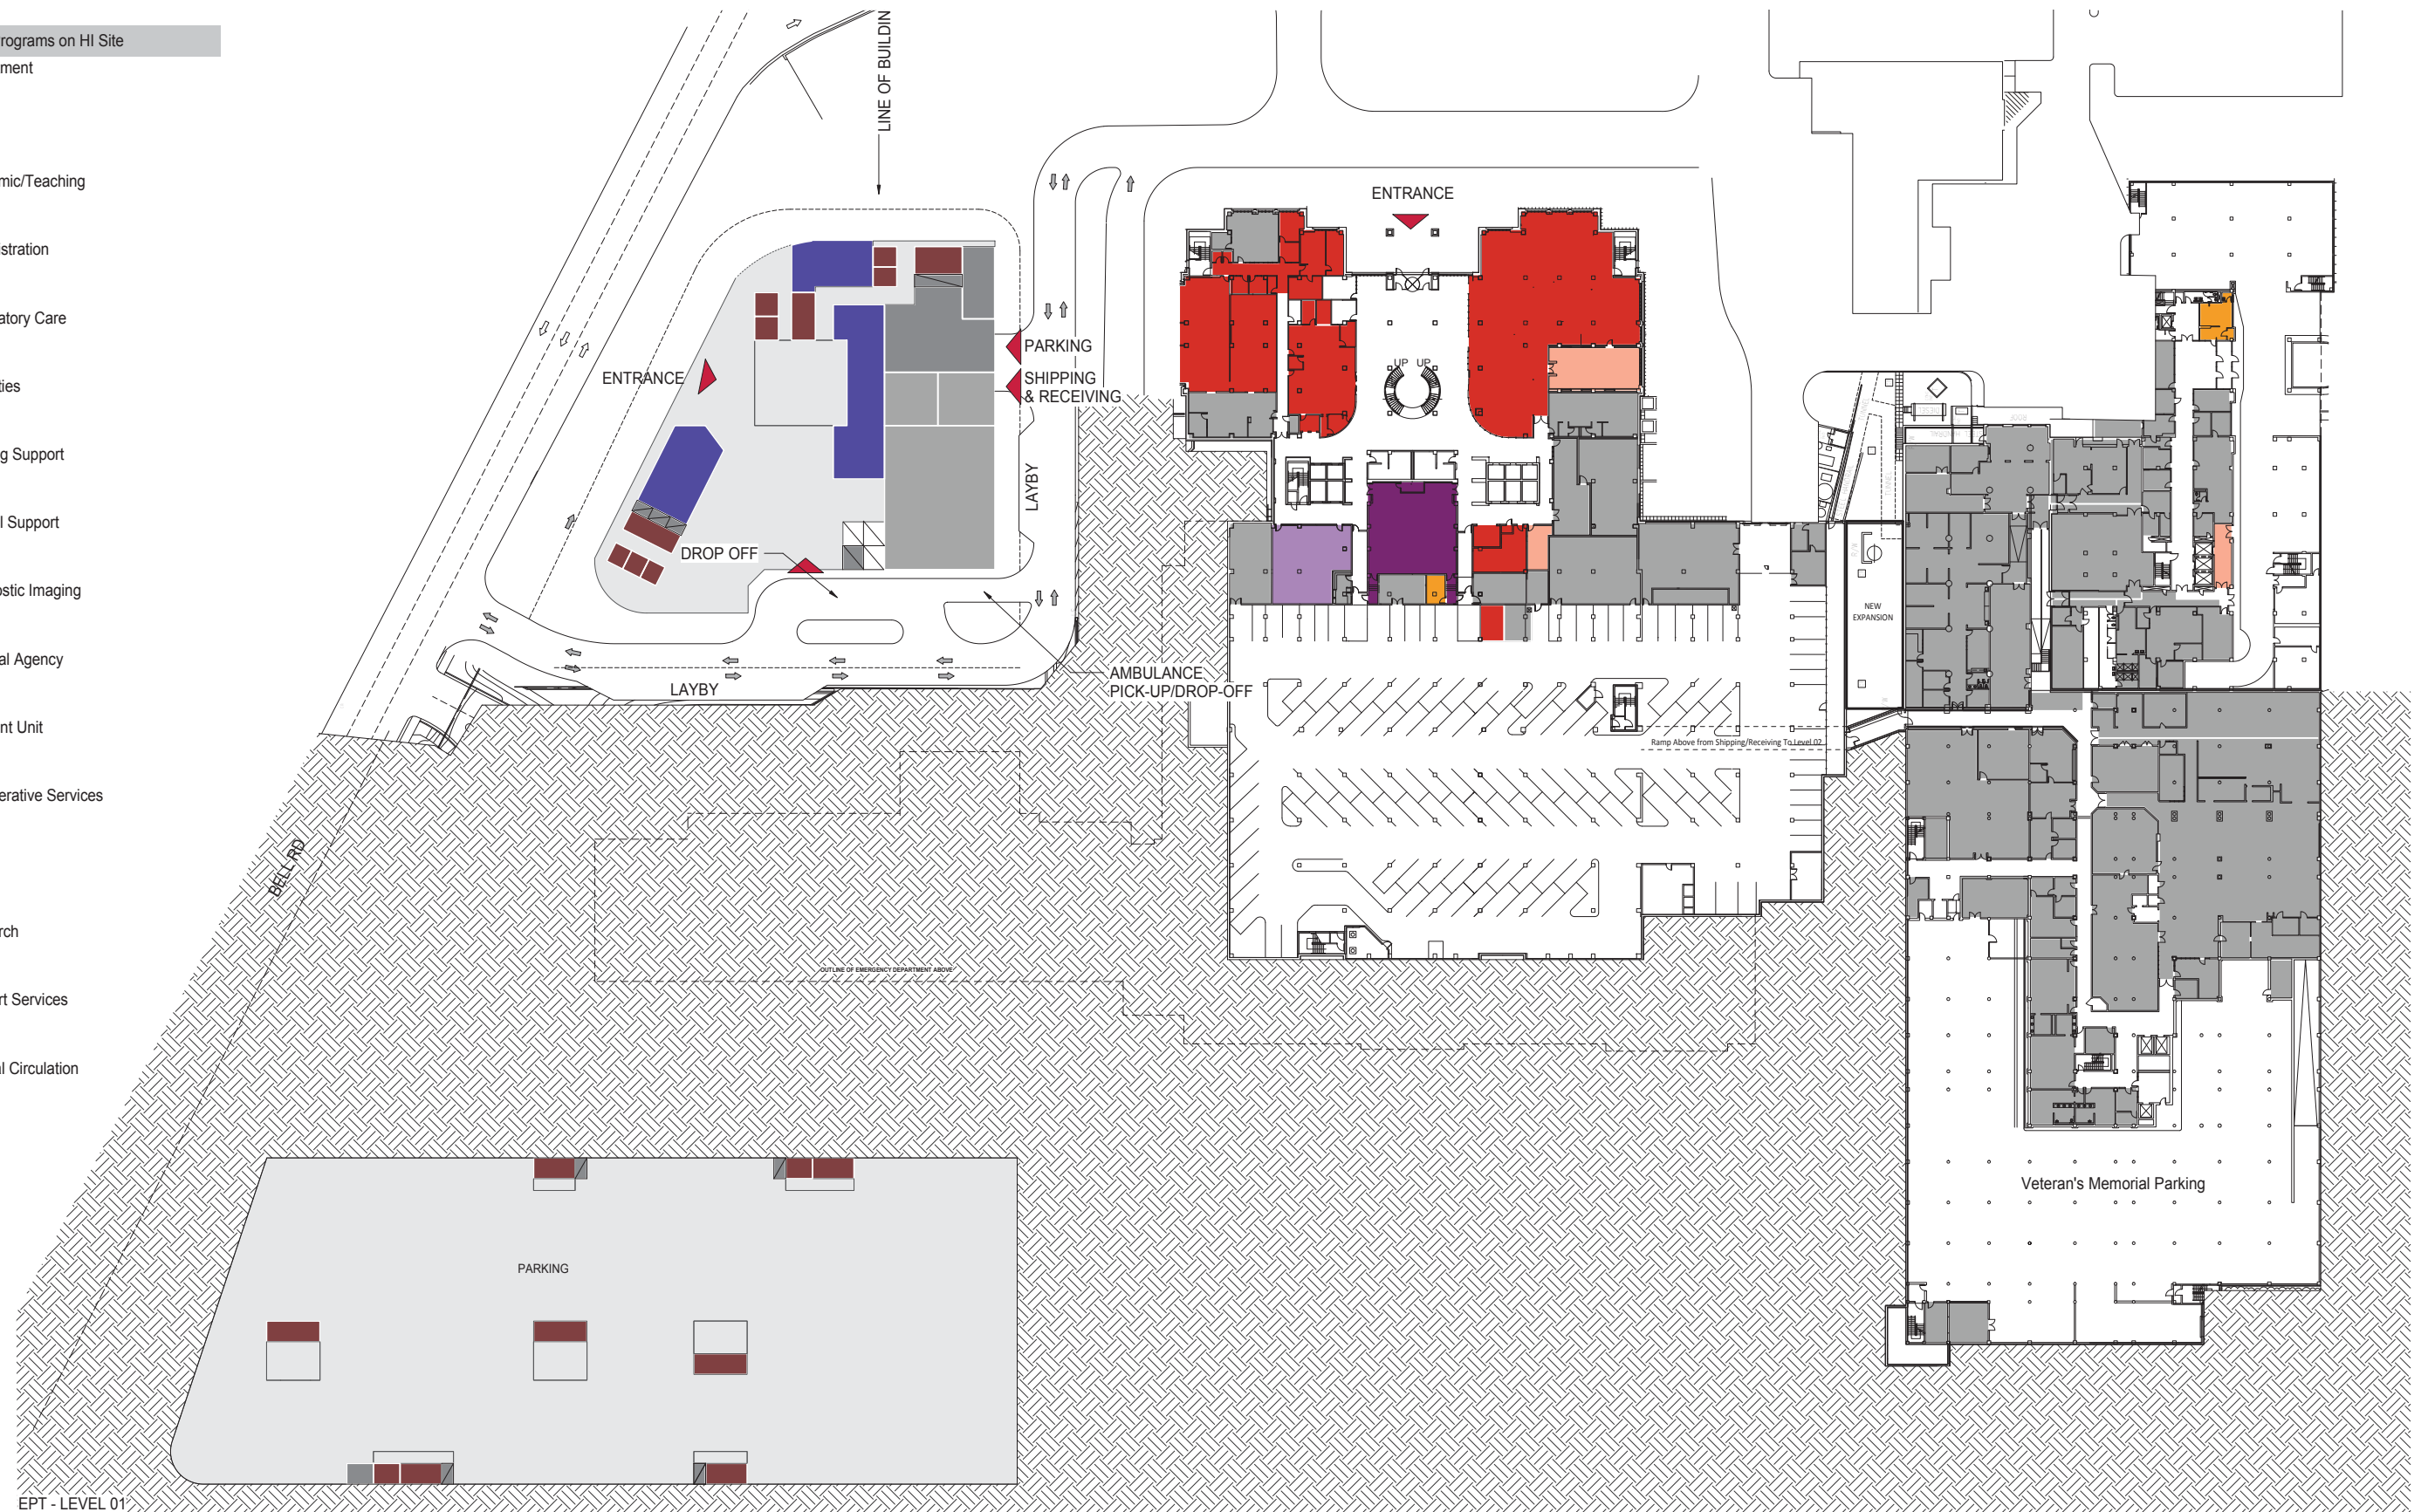 rograms on HI Site
ment
mic/Teaching
istration
atory Care
ties
g Support
l Support
ostic Imaging
al Agency
nt Unit
erative Services
rch
rt Services
al Circulation
LINE OF BUILDIN
ENTRANCE
PARKING
SHIPPING
& RECEIVING
LAYBY
DROP OFF
LAYBY
AMBULANCE
PICK-UP/DROP-OFF
BELL RD
ENTRANCE
UP UP
NEW
EXPANSION
Ramp Above from Shipping/Receiving To Level 02
OUTLINE OF EMERGENCY DEPARTMENT ABOVE
Veteran's Memorial Parking
PARKING
EPT - LEVEL 01